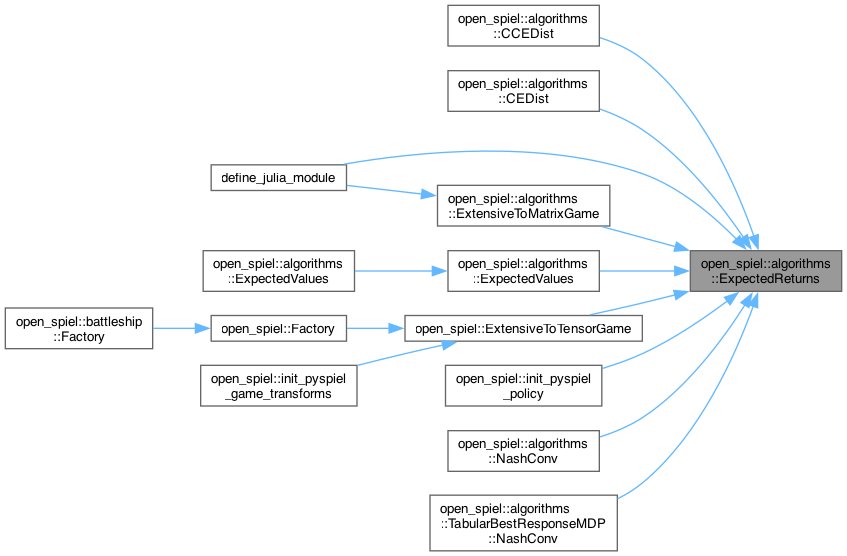 open_spiel::algorithms
::CCEDist
open_spiel::algorithms
::CEDist
define_julia_module
open_spiel::algorithms
::ExtensiveToMatrixGame
open_spiel::algorithms
::ExpectedReturns
open_spiel::algorithms
::ExpectedValues
open_spiel::algorithms
::ExpectedValues
open_spiel::battleship
::Factory
open_spiel::Factory
open_spiel::ExtensiveToTensorGame
open_spiel::init_pyspiel
_game_transforms
open_spiel::init_pyspiel
_policy
open_spiel::algorithms
::NashConv
open_spiel::algorithms
::TabularBestResponseMDP
::NashConv